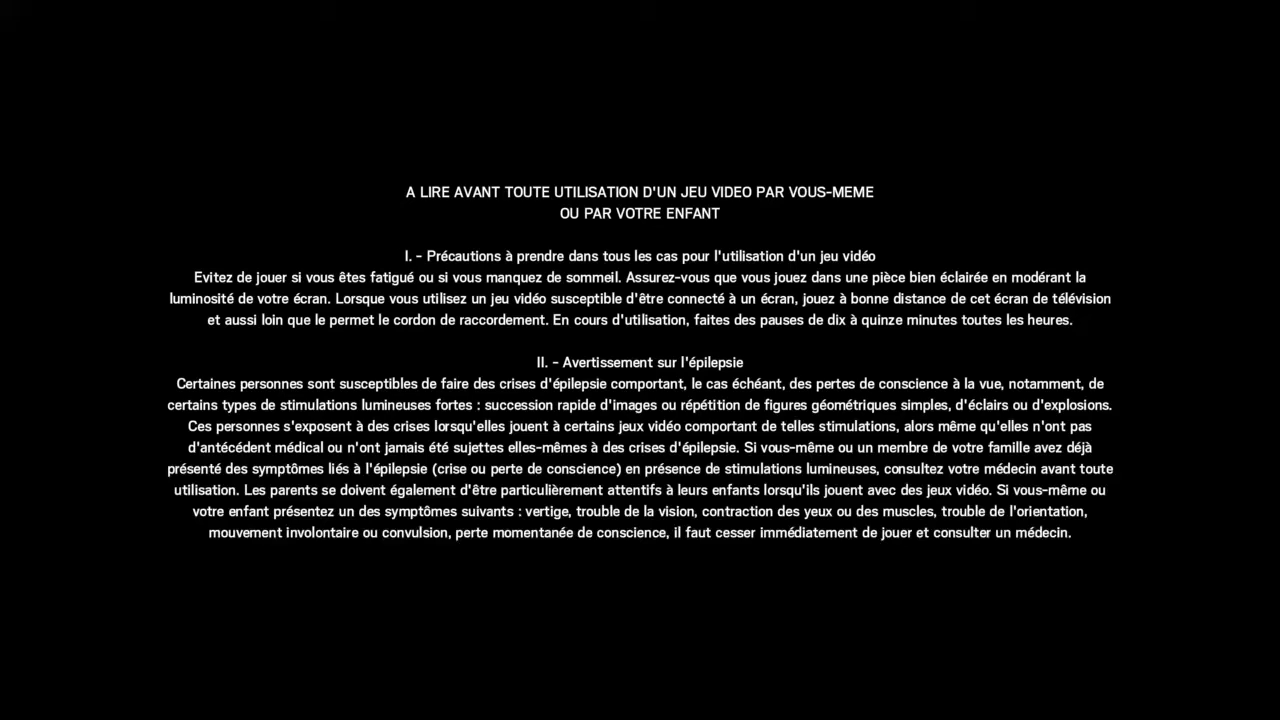 A LIRE AVANT TOUTE UTILISATION D'UN JEU VIDEO PAR VOUS-MEME
OU PAR VOTRE ENFANT
I. - Précautions à prendre dans tous les cas pour l'utilisation d'un jeu vidéo
Evitez de jouer si vous êtes fatigué ou si vous manquez de sommeil. Assurez-vous que vous jouez dans une pièce bien éclairée en modérant la
luminosité de votre écran. Lorsque vous utilisez un jeu vidéo susceptible d'être connecté à un écran, jouez à bonne distance de cet écran de télévision
et aussi loin que le permet le cordon de raccordement. En cours d'utilisation, faites des pauses de dix à quinze minutes toutes les heures.
II. - Avertissement sur l'épilepsie
Certaines personnes sont susceptibles de faire des crises d'épilepsie comportant, le cas échéant, des pertes de conscience à la vue, notamment, de
certains types de stimulations lumineuses fortes : succession rapide d'images ou répétition de figures géométriques simples, d'éclairs ou d'explosions.
Ces personnes s'exposent à des crises lorsqu'elles jouent à certains jeux vidéo comportant de telles stimulations, alors même qu'elles n'ont pas
d'antécédent médical ou n'ont jamais été sujettes elles-mêmes à des crises d'épilepsie. Si vous-même ou un membre de votre famille avez déjà
présenté des symptômes liés à l'épilepsie (crise ou perte de conscience) en présence de stimulations lumineuses, consultez votre médecin avant toute
utilisation. Les parents se doivent également d'être particulièrement attentifs à leurs enfants lorsqu'ils jouent avec des jeux vidéo. Si vous-même ou
votre enfant présentez un des symptômes suivants : vertige, trouble de la vision, contraction des yeux ou des muscles, trouble de l'orientation,
mouvement involontaire ou convulsion, perte momentanée de conscience, il faut cesser immédiatement de jouer et consulter un médecin.